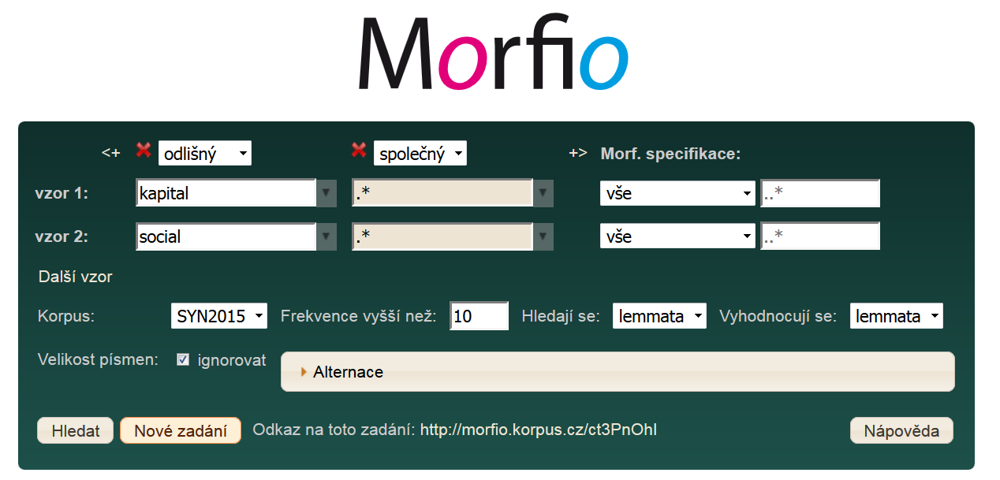 Morfio
<+ odlišný společný +> Morf. specifikace:
vzor 1: kapital .* vše ..*
vzor 2: social .* vše ..*
Další vzor
Korpus: SYN2015 Frekvence vyšší než: 10 Hledají se: lemmata Vyhodnocují se: lemmata
Velikost písmen: ignorovat Alternace
Hledat Nové zadání Odkaz na toto zadání: http://morfio.korpus.cz/ct3PnOhI Nápověda